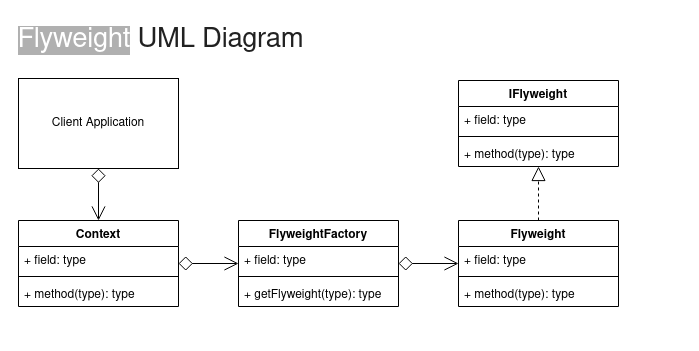 Flyweight UML Diagram
Client Application
IFlyweight
+ field: type
+ method(type): type
Context
+ field: type
+ method(type): type
FlyweightFactory
+ field: type
+ getFlyweight(type): type
Flyweight
+ field: type
+ method(type): type